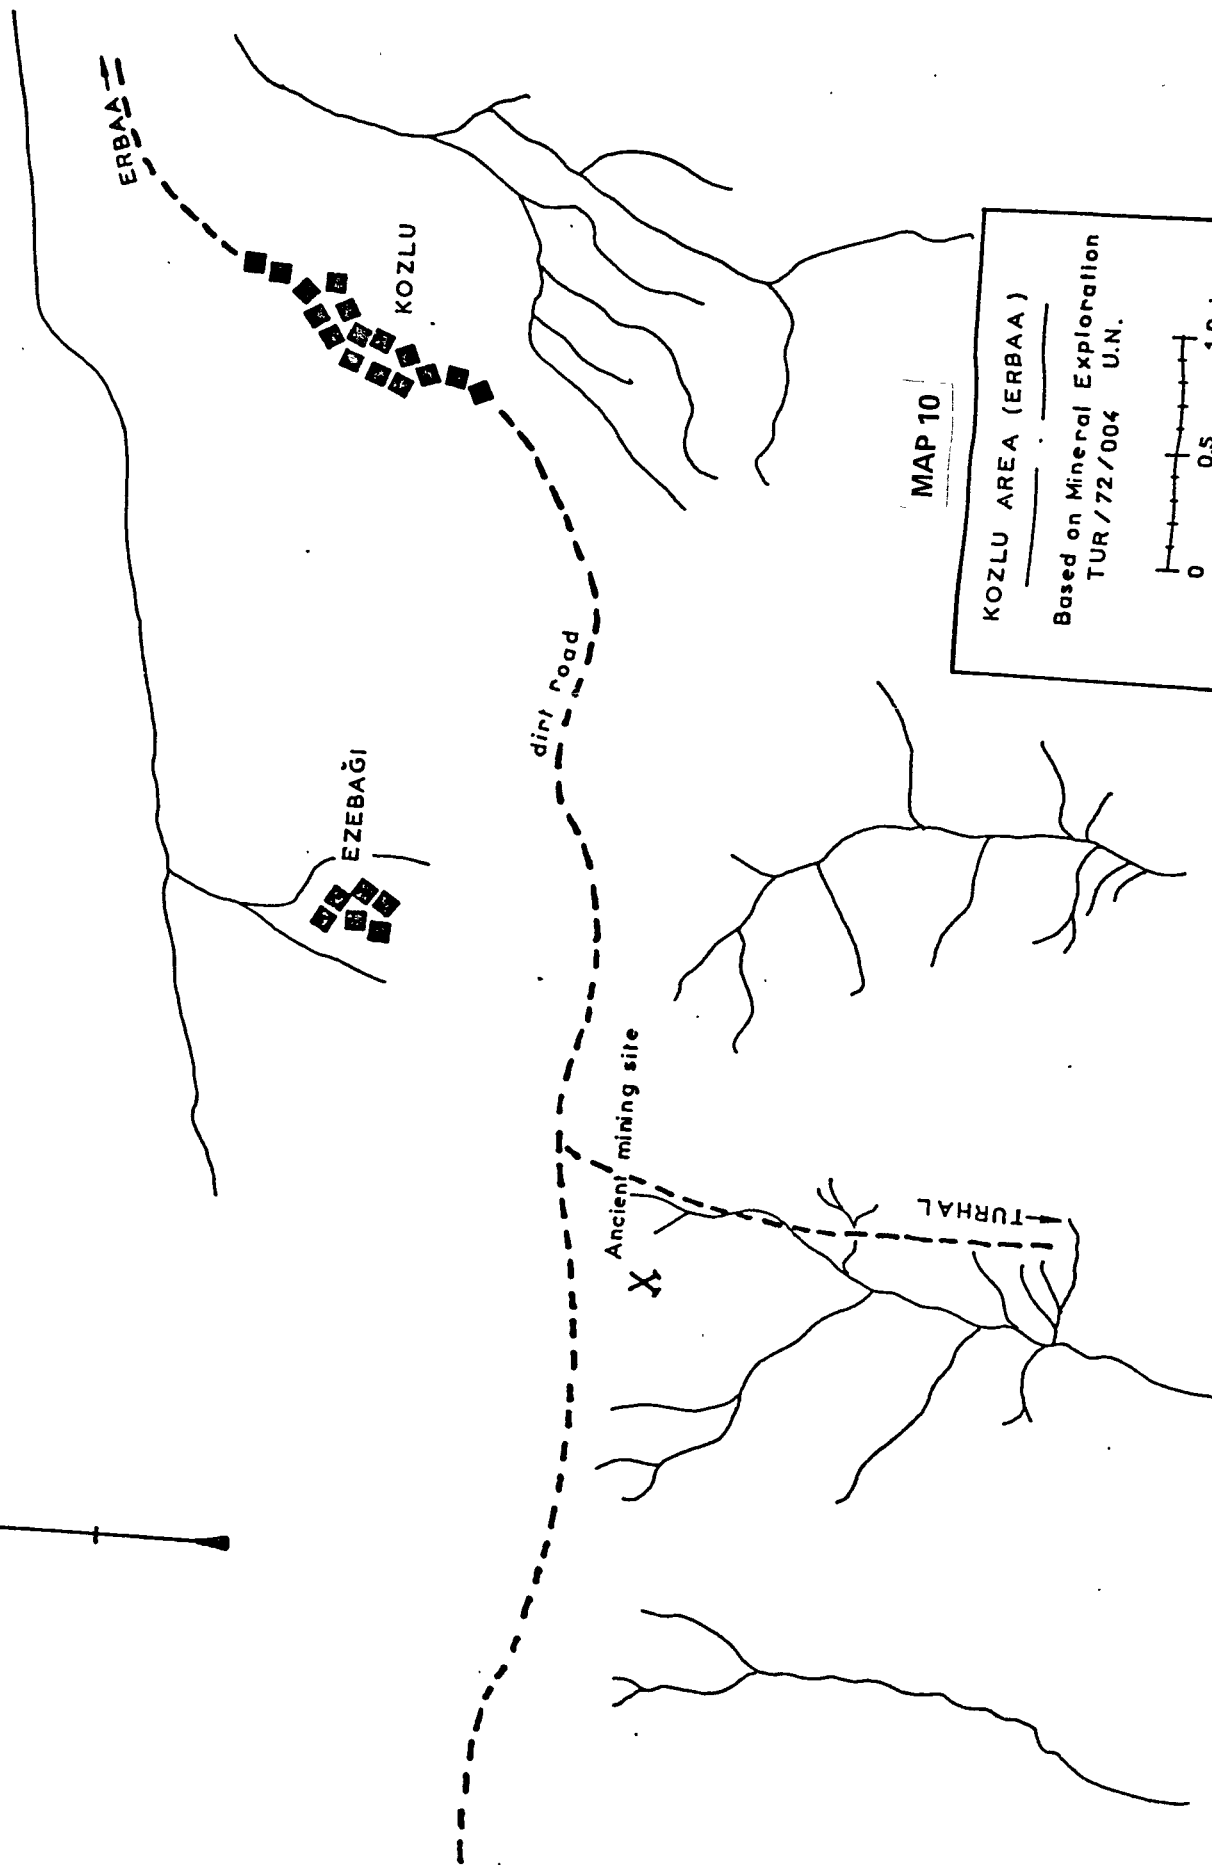 ERBAA
KOZLU
EZEBAĞI
dirt road
Ancient mining site
TURHAL
MAP 10
KOZLU AREA (ERBAA)
Based on Mineral Exploration
TUR/72/004 U.N.
0 0.5